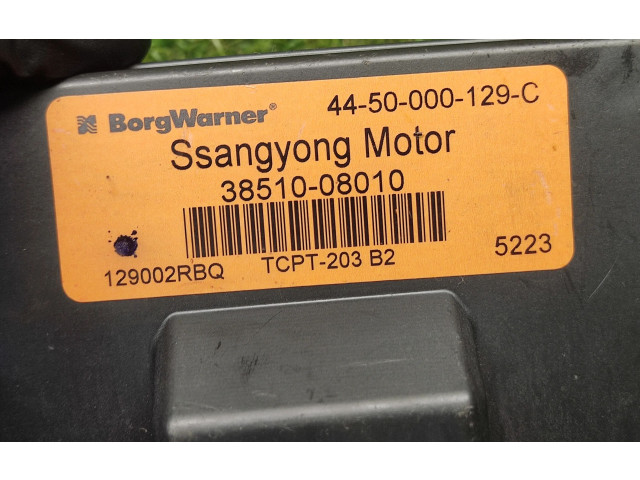 BorgWarner® 44-50-000-129-C
Ssangyong Motor
38510-08010
129002RBQ TCPT-203 B2 5223